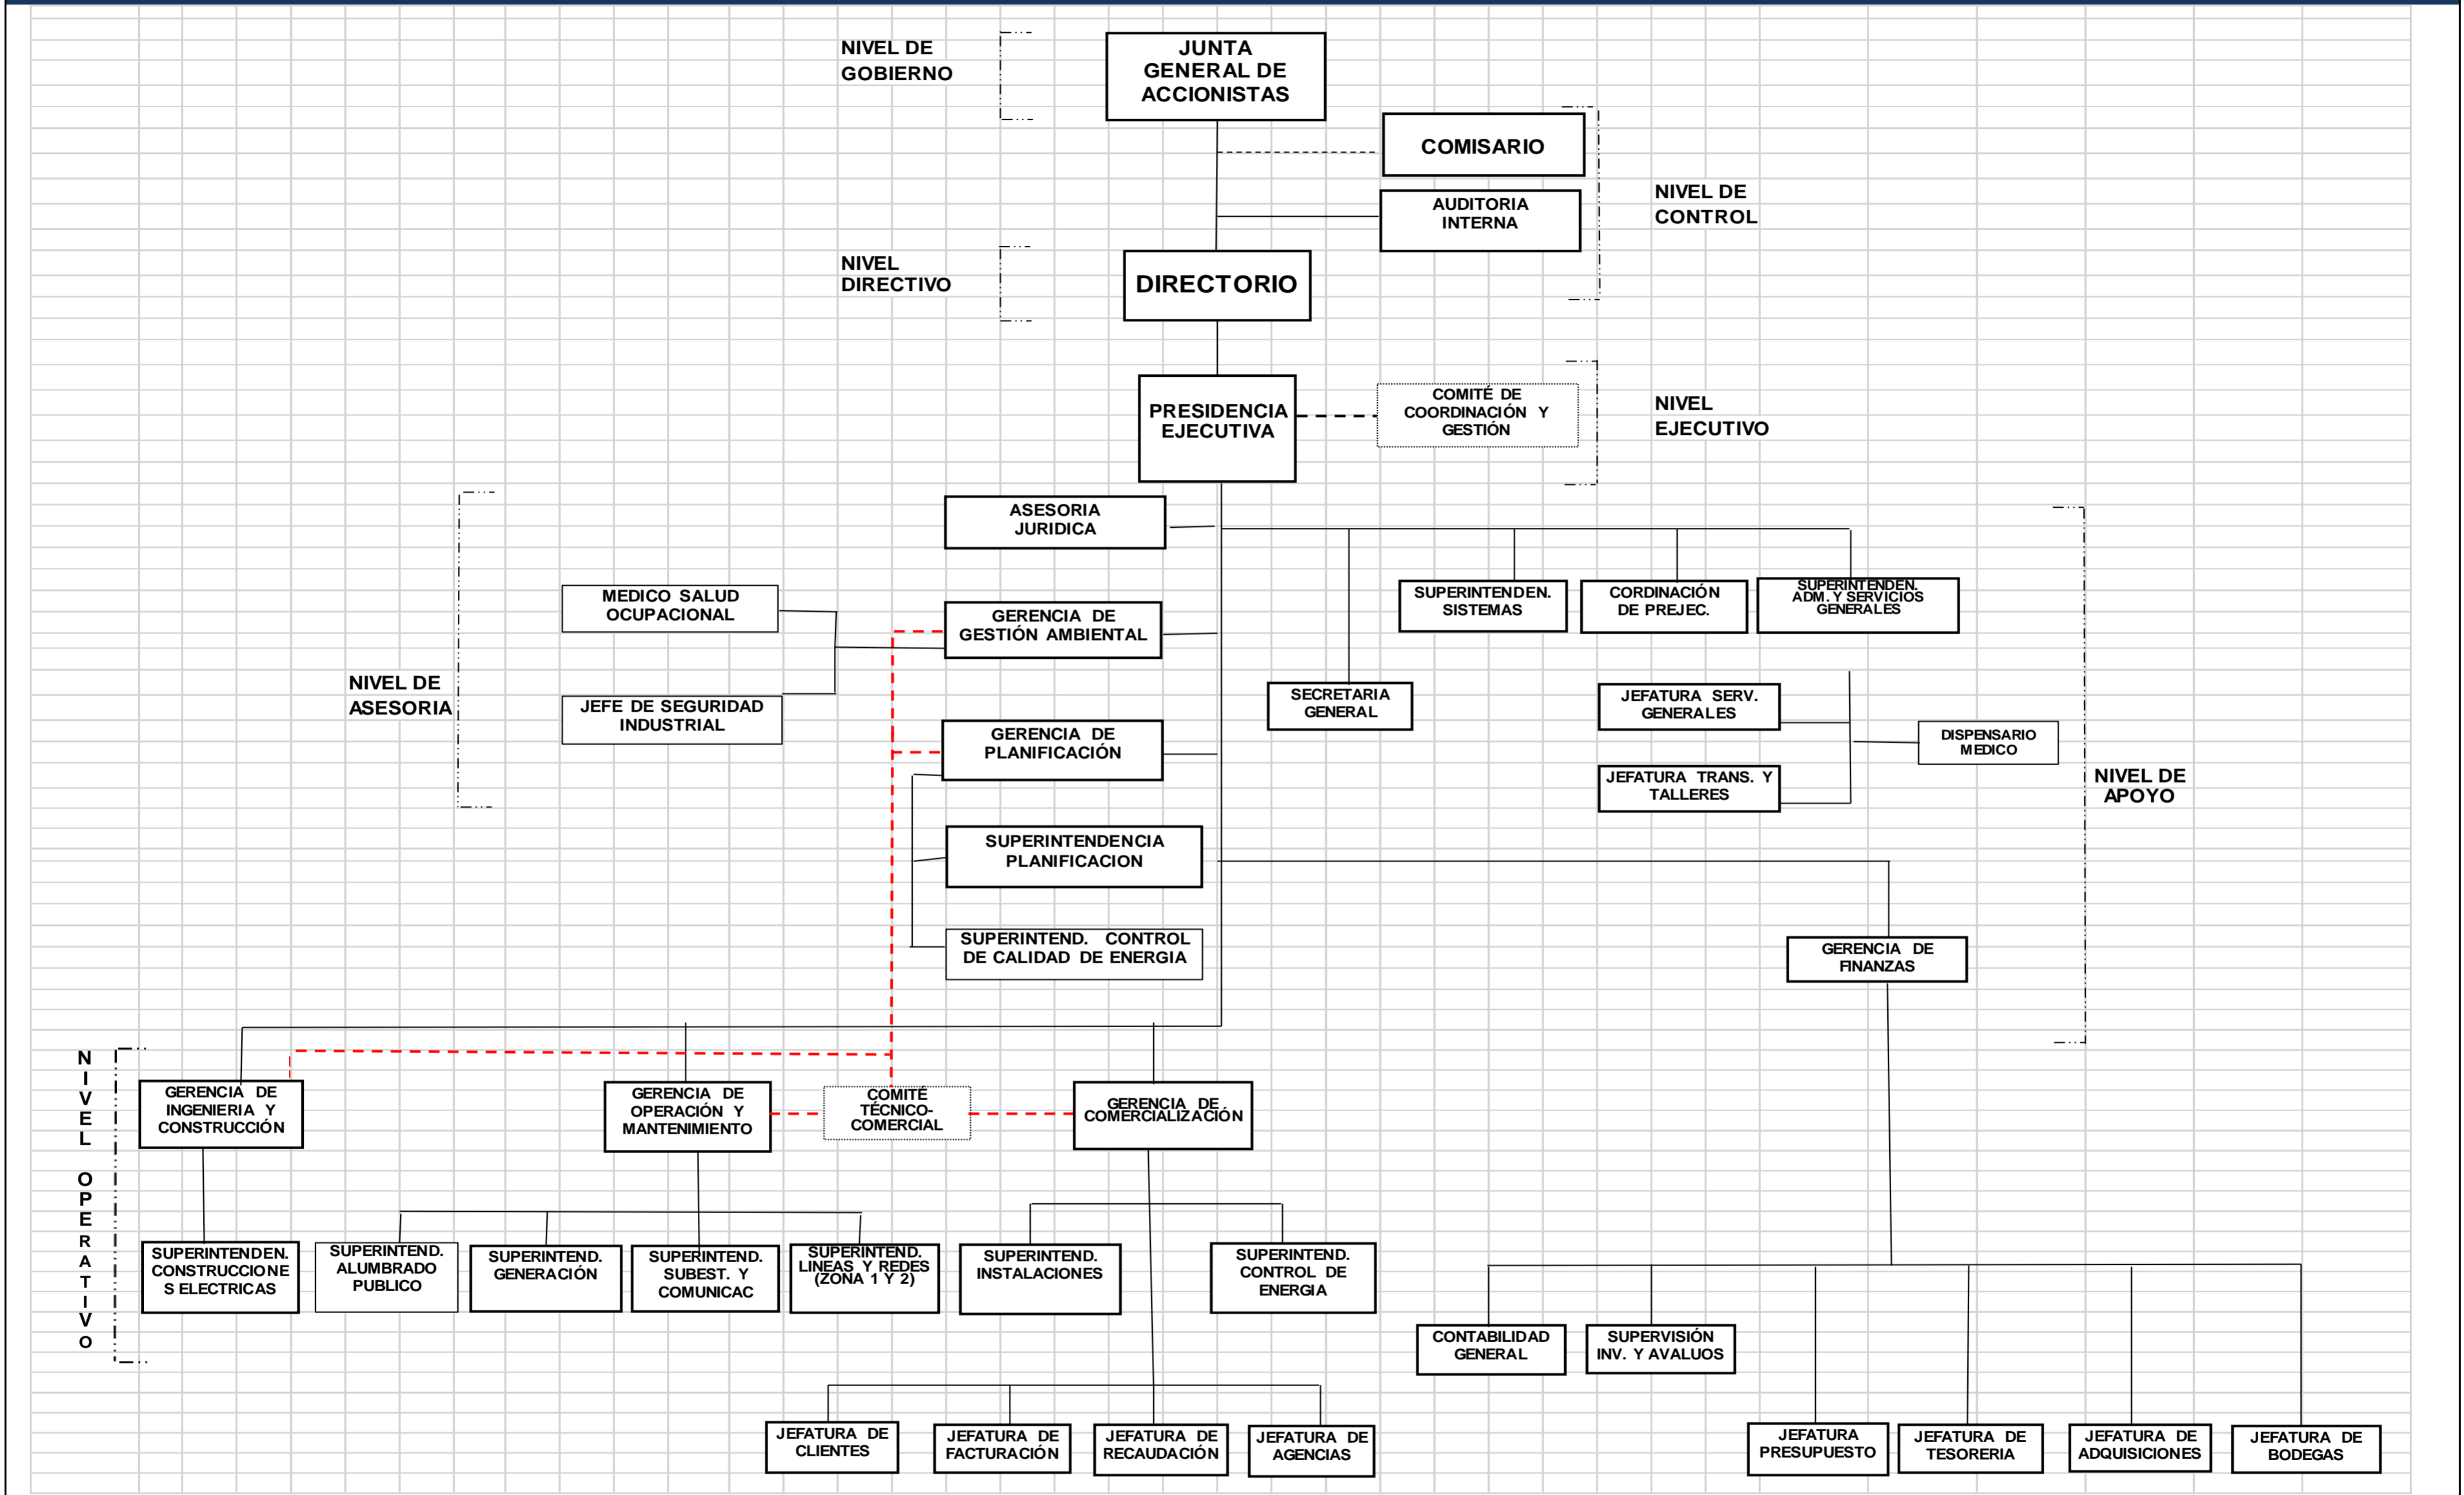 NIVEL DE
GOBIERNO
JUNTA
GENERAL DE
ACCIONISTAS
COMISARIO
AUDITORIA
INTERNA
NIVEL DE
CONTROL
NIVEL
DIRECTIVO
DIRECTORIO
PRESIDENCIA
EJECUTIVA
COMITÉ DE
COORDINACIÓN Y
GESTIÓN
NIVEL
EJECUTIVO
ASESORIA
JURIDICA
MEDICO SALUD
OCUPACIONAL
GERENCIA DE
GESTIÓN AMBIENTAL
SUPERINTENDEN.
SISTEMAS
CORDINACIÓN
DE PREJEC.
SUPERINTENDEN.
ADM. Y SERVICIOS
GENERALES
NIVEL DE
ASESORIA
JEFE DE SEGURIDAD
INDUSTRIAL
SECRETARIA
GENERAL
JEFATURA SERV.
GENERALES
GERENCIA DE
PLANIFICACIÓN
DISPENSARIO
MEDICO
JEFATURA TRANS. Y
TALLERES
NIVEL DE
APOYO
SUPERINTENDENCIA
PLANIFICACION
SUPERINTEND. CONTROL
DE CALIDAD DE ENERGIA
GERENCIA DE
FINANZAS
N
I
V
E
L
O
P
E
R
A
T
I
V
O
GERENCIA DE
INGENIERIA Y
CONSTRUCCIÓN
GERENCIA DE
OPERACIÓN Y
MANTENIMIENTO
COMITÉ
TÉCNICO-
COMERCIAL
GERENCIA DE
COMERCIALIZACIÓN
SUPERINTENDEN.
CONSTRUCCIONE
S ELECTRICAS
SUPERINTEND.
ALUMBRADO
PUBLICO
SUPERINTEND.
GENERACIÓN
SUPERINTEND.
SUBEST. Y
COMUNICAC
SUPERINTEND.
LINEAS Y REDES
(ZONA 1 Y 2)
SUPERINTEND.
INSTALACIONES
SUPERINTEND.
CONTROL DE
ENERGIA
CONTABILIDAD
GENERAL
SUPERVISIÓN
INV. Y AVALUOS
JEFATURA DE
CLIENTES
JEFATURA DE
FACTURACIÓN
JEFATURA DE
RECAUDACIÓN
JEFATURA DE
AGENCIAS
JEFATURA
PRESUPUESTO
JEFATURA DE
TESORERIA
JEFATURA DE
ADQUISICIONES
JEFATURA DE
BODEGAS